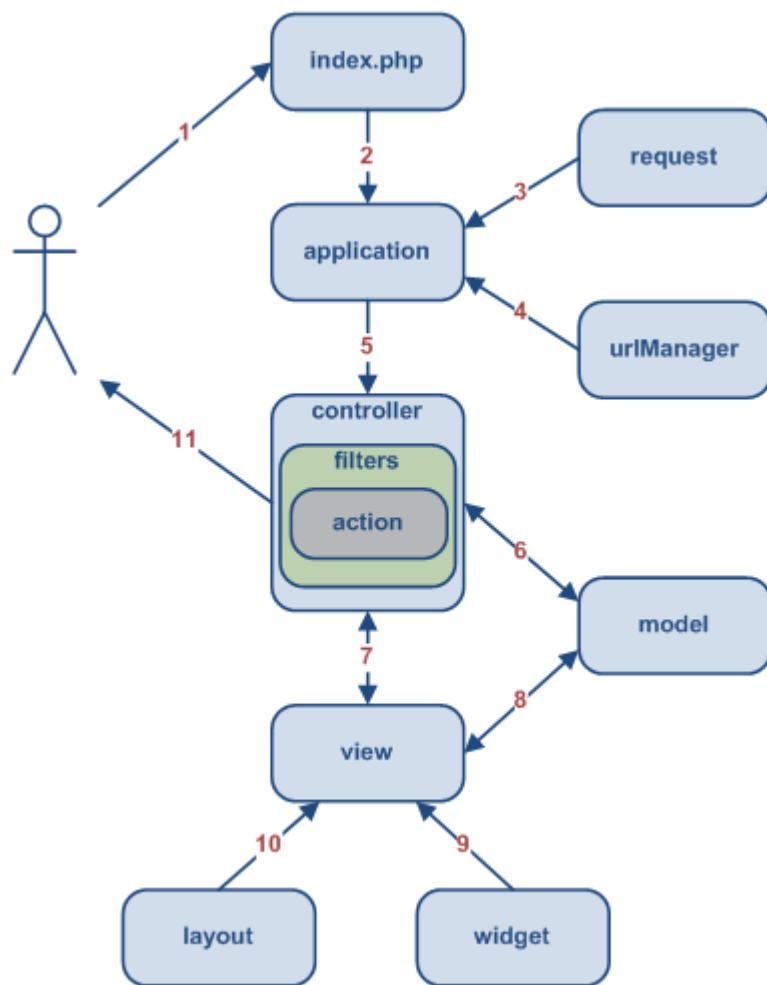 index.php
1
2
request
3
application
4
urlManager
5
controller
11
filters
action
6
model
7
8
view
10
9
layout
widget